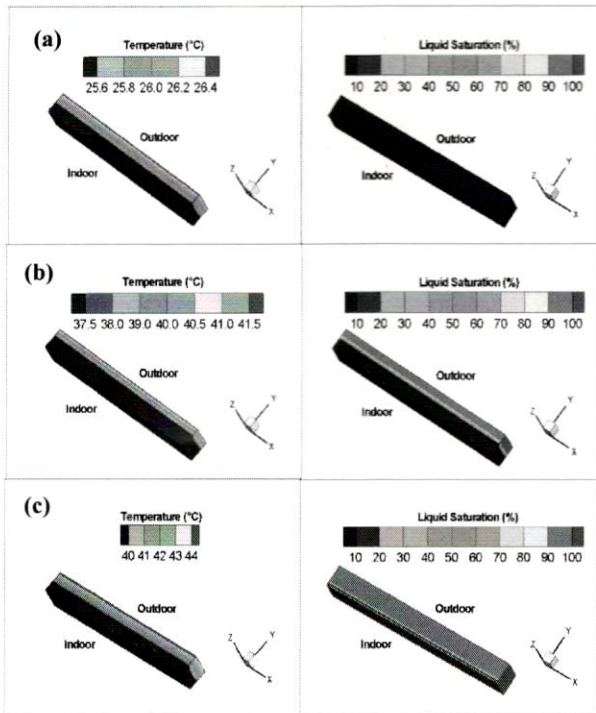 (a)
Temperature (°C)
25.6 25.8 26.0 26.2 26.4
Outdoor
Indoor
Z Y X
Liquid Saturation (%)
10 20 30 40 50 60 70 80 90 100
Outdoor
Indoor
Z Y X
(b)
Temperature (°C)
37.5 38.0 39.0 40.0 40.5 41.0 41.5
Outdoor
Indoor
Z Y X
Liquid Saturation (%)
10 20 30 40 50 60 70 80 90 100
Outdoor
Indoor
Z Y X
(c)
Temperature (°C)
40 41 42 43 44
Outdoor
Indoor
Z Y X
Liquid Saturation (%)
10 20 30 40 50 60 70 80 90 100
Outdoor
Indoor
Z Y X